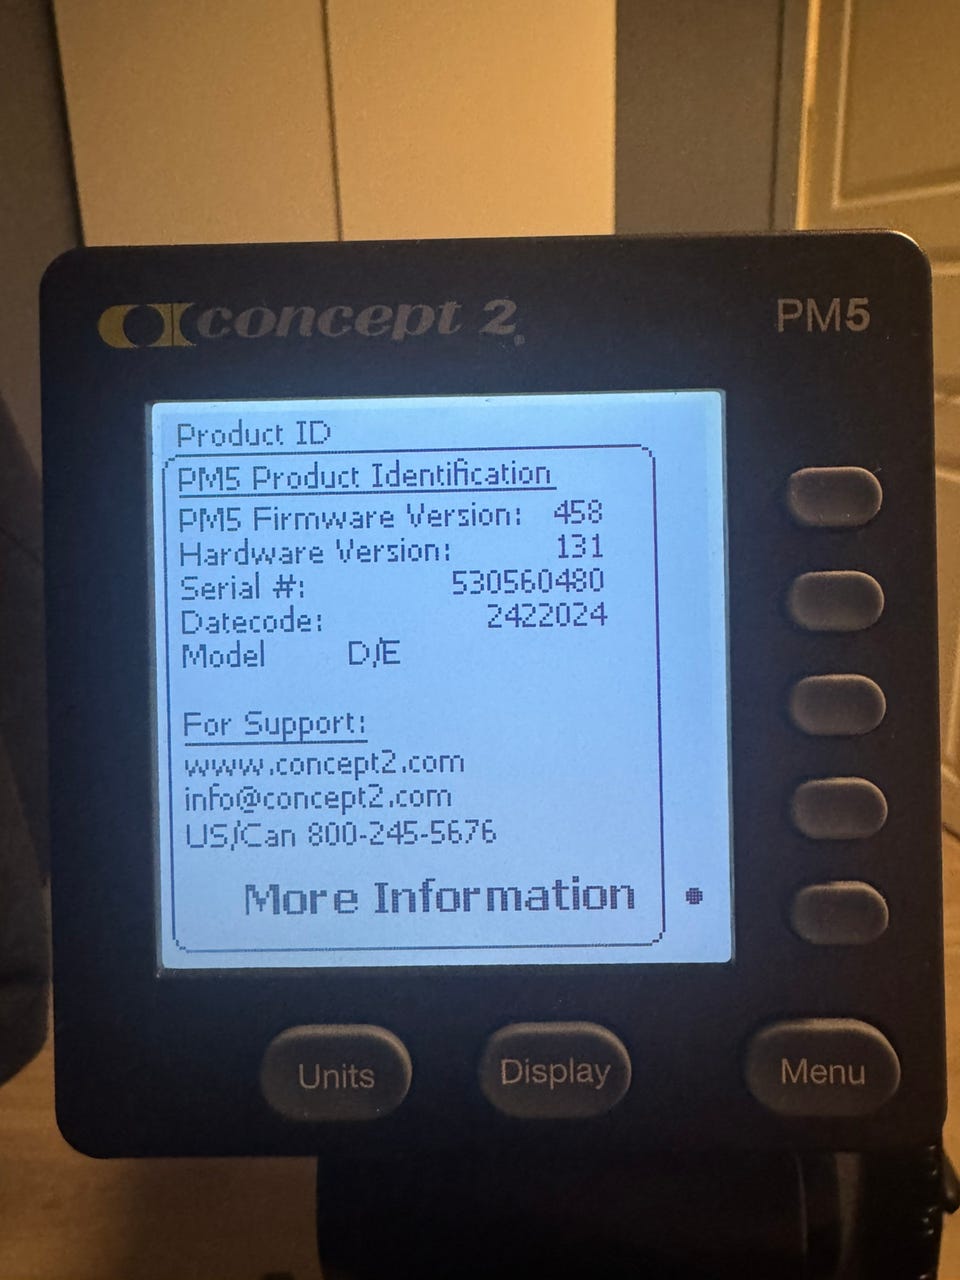 concept 2®
PM5
Product ID
PM5 Product Identification
PM5 Firmware Version: 458
Hardware Version: 131
Serial #: 530560480
Datecode: 2422024
Model D/E
For Support:
www.concept2.com
info@concept2.com
US/Can 800-245-5676
More Information
Units
Display
Menu